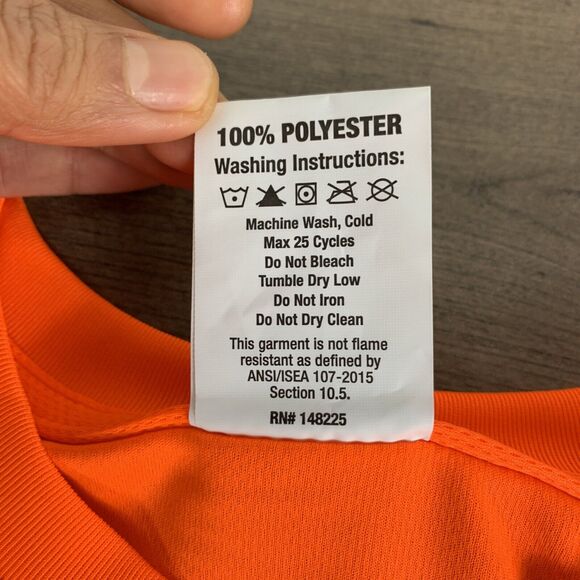 100% POLYESTER
Washing Instructions:
Machine Wash, Cold
Max 25 Cycles
Do Not Bleach
Tumble Dry Low
Do Not Iron
Do Not Dry Clean
This garment is not flame
resistant as defined by
ANSI/ISEA 107-2015
Section 10.5.
RN# 148225